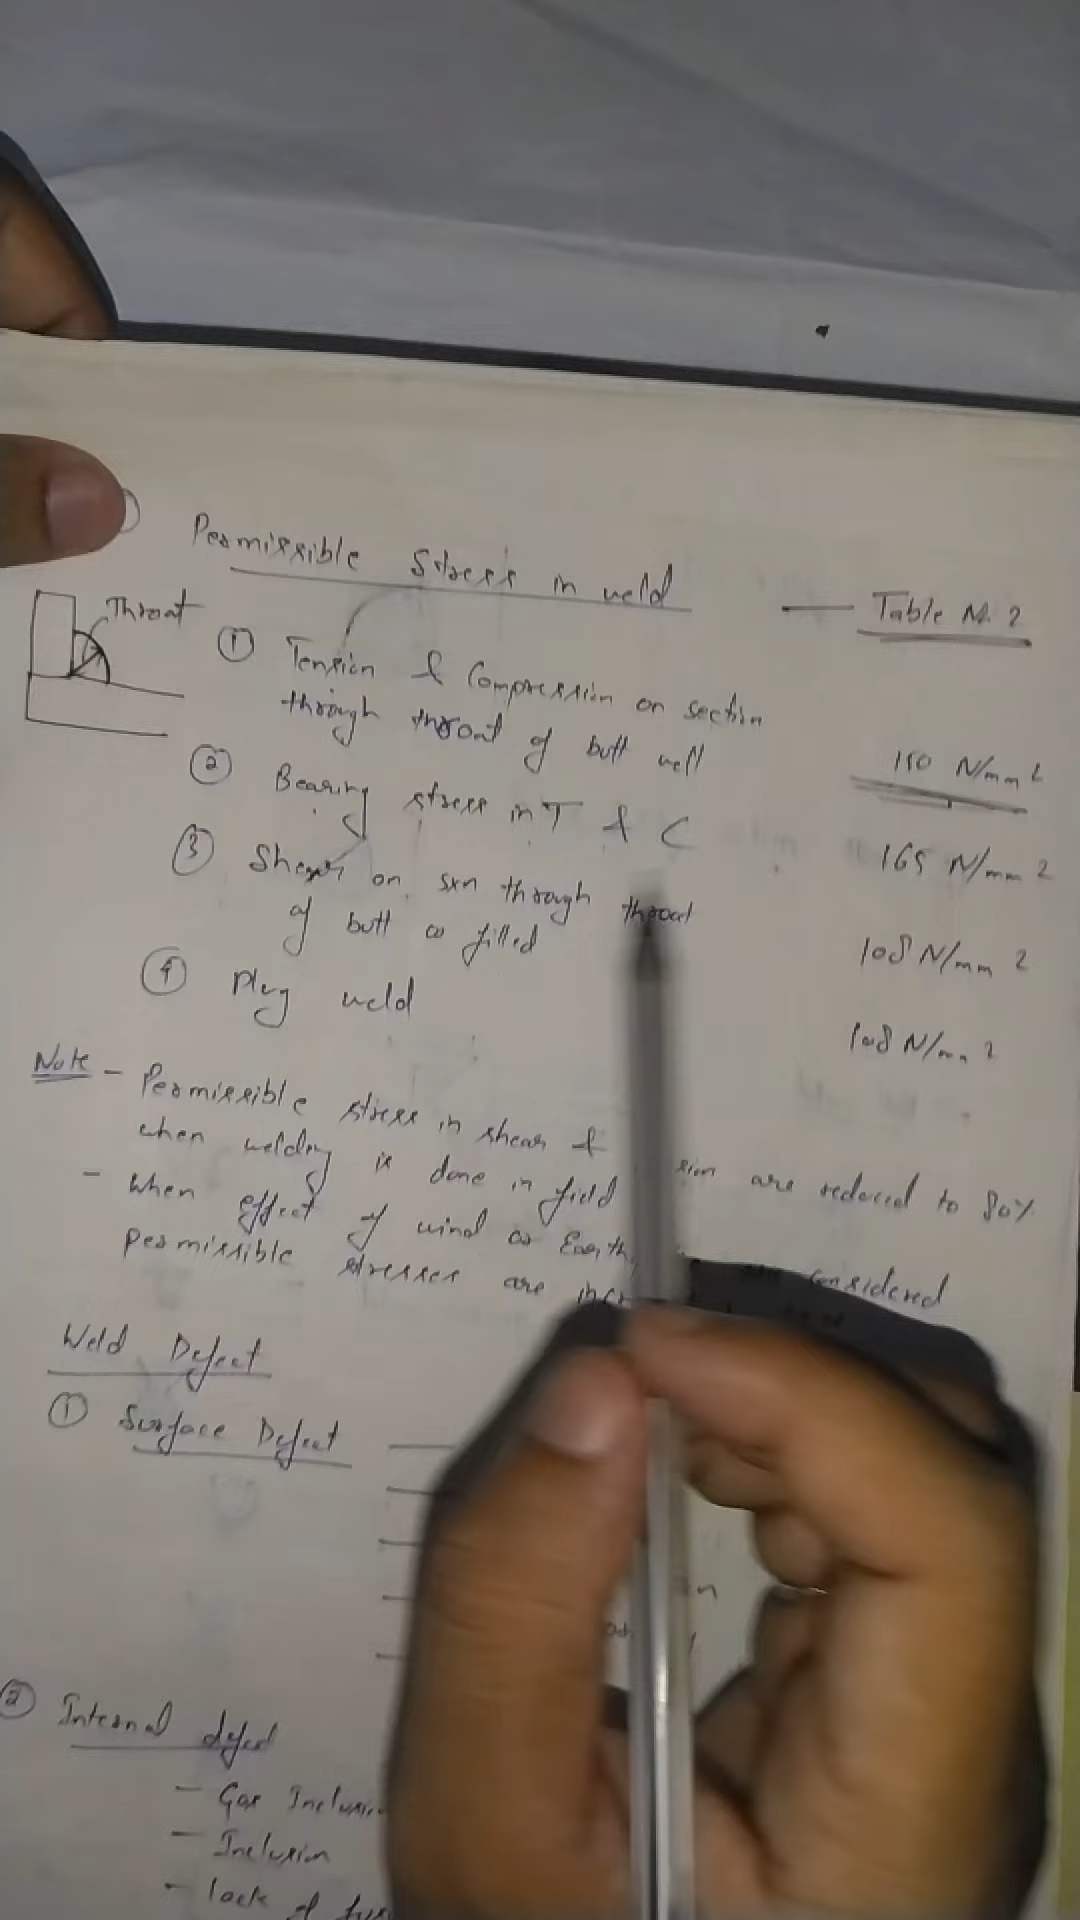 Permissible Stress in weld — Table No. 2
Throat
① Tension & Compression on section
through throat of butt well 150 N/mm²
② Bearing stress in T & C 165 N/mm²
③ Shear on sxn through throat
of butt or filled 108 N/mm²
④ Plug weld 108 N/mm²
Note - Permissible stress in shear & are reduced to 80%
when welding is done in field
- When effect of wind or considered
permissible stresses are
Weld Defect
① Surface Defect
② Internal defect
- Gas
- Inclusion
- lack of